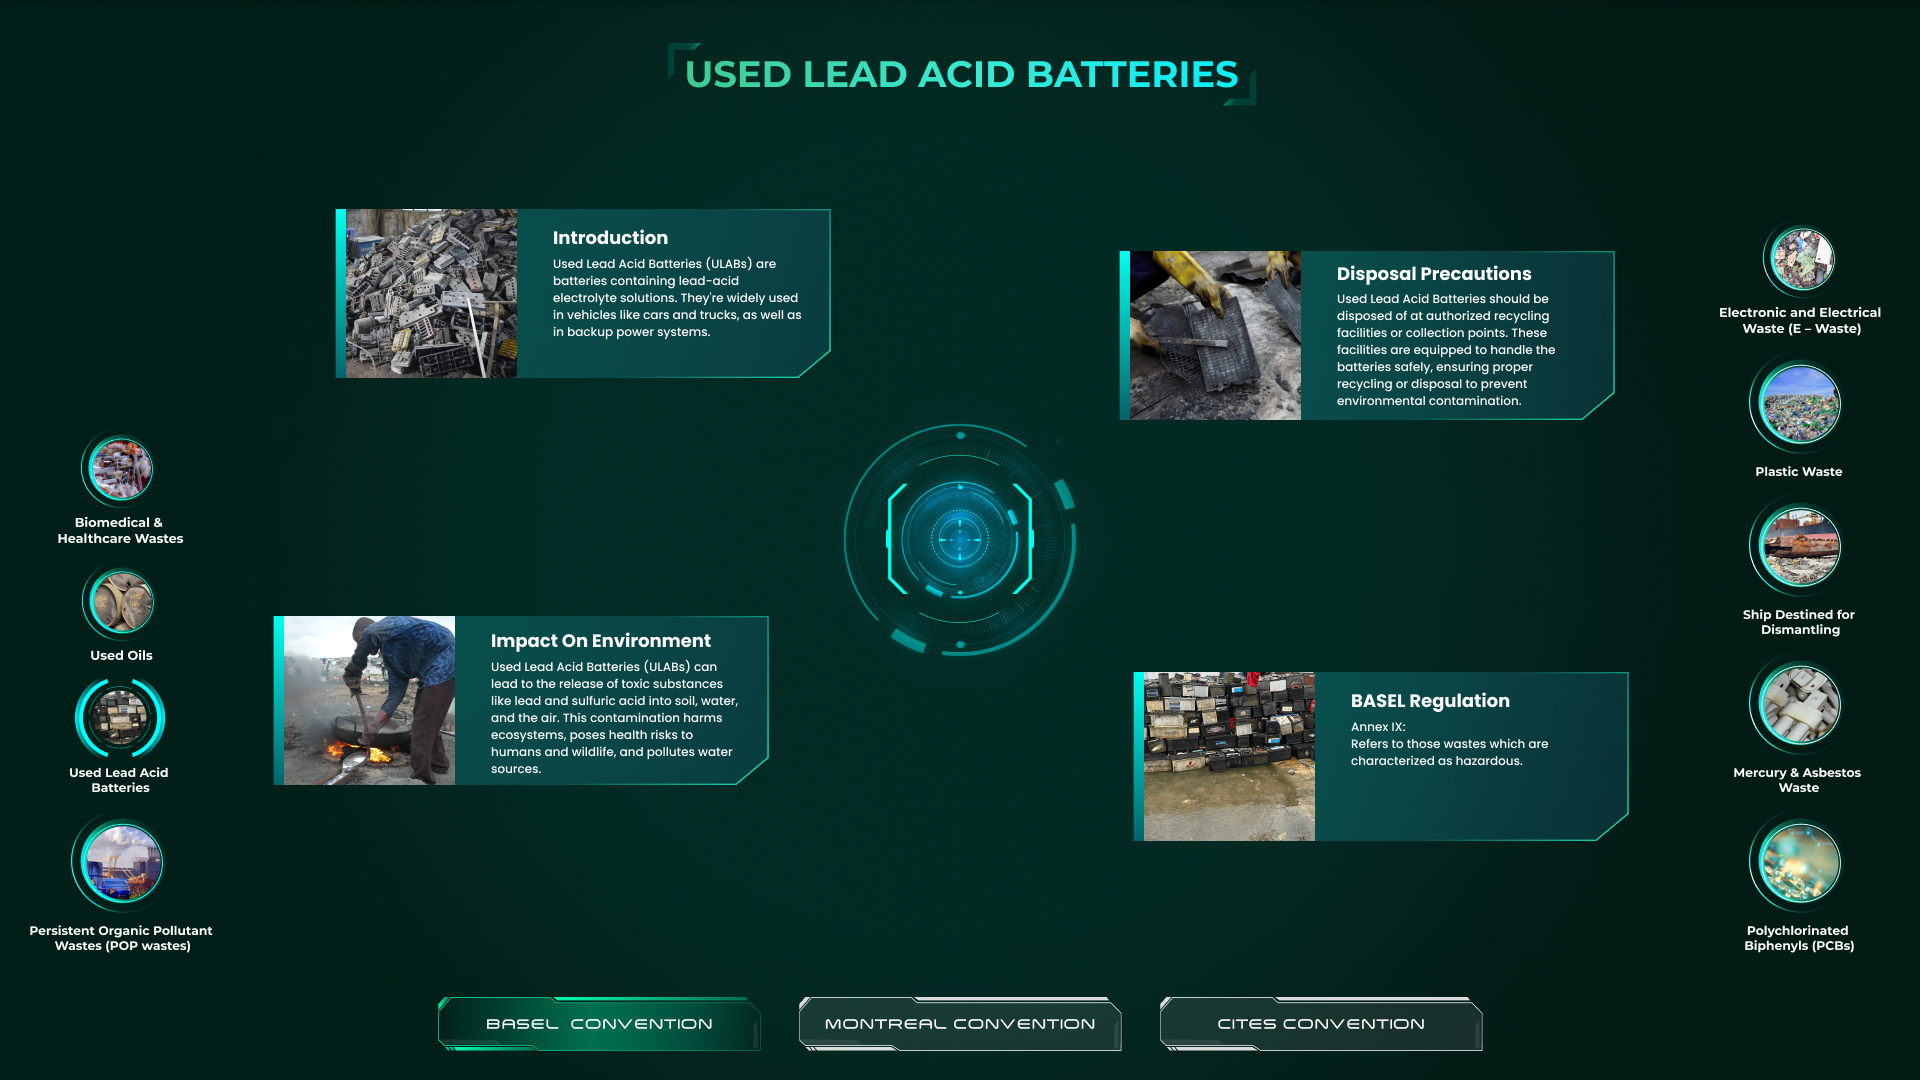 USED LEAD ACID BATTERIES
Introduction
Used Lead Acid Batteries (ULABs) are
batteries containing lead-acid
electrolyte solutions. They're widely used
in vehicles like cars and trucks, as well as
in backup power systems.
Disposal Precautions
Used Lead Acid Batteries should be
disposed of at authorized recycling
facilities or collection points. These
facilities are equipped to handle the
batteries safely, ensuring proper
recycling or disposal to prevent
environmental contamination.
Impact On Environment
Used Lead Acid Batteries (ULABs) can
lead to the release of toxic substances
like lead and sulfuric acid into soil, water,
and the air. This contamination harms
ecosystems, poses health risks to
humans and wildlife, and pollutes water
sources.
BASEL Regulation
Annex IX:
Refers to those wastes which are
characterized as hazardous.
Biomedical &
Healthcare Wastes
Used Oils
Used Lead Acid
Batteries
Persistent Organic Pollutant
Wastes (POP wastes)
Electronic and Electrical
Waste (E – Waste)
Plastic Waste
Ship Destined for
Dismantling
Mercury & Asbestos
Waste
Polychlorinated
Biphenyls (PCBs)
BASEL CONVENTION
MONTREAL CONVENTION
CITES CONVENTION